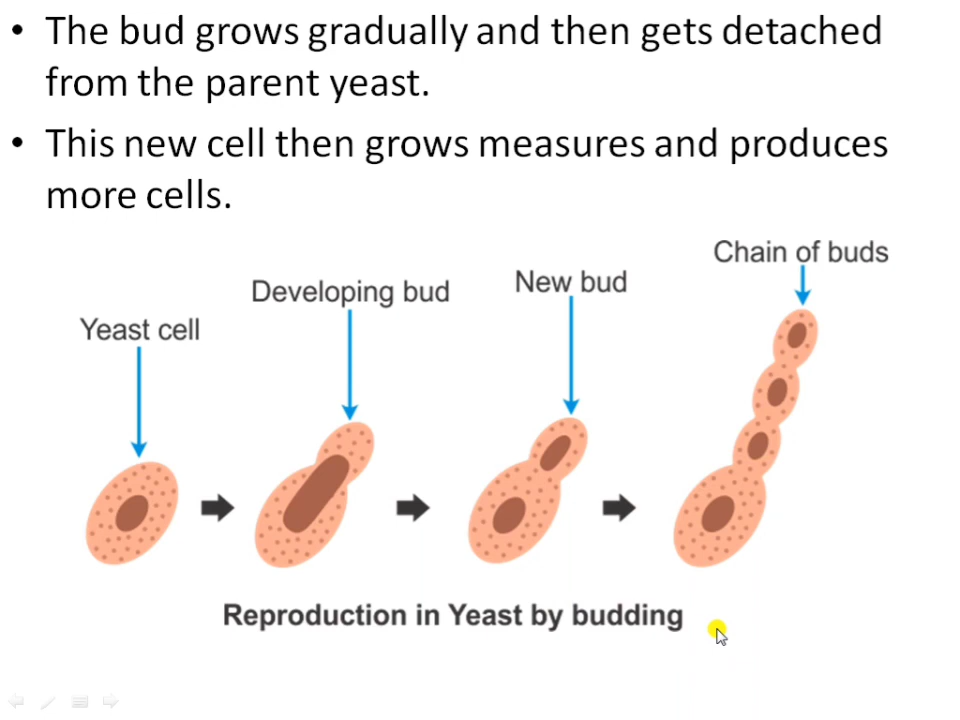 • The bud grows gradually and then gets detached
from the parent yeast.
• This new cell then grows measures and produces
more cells.
Chain of buds
Developing bud
New bud
Yeast cell
Reproduction in Yeast by budding